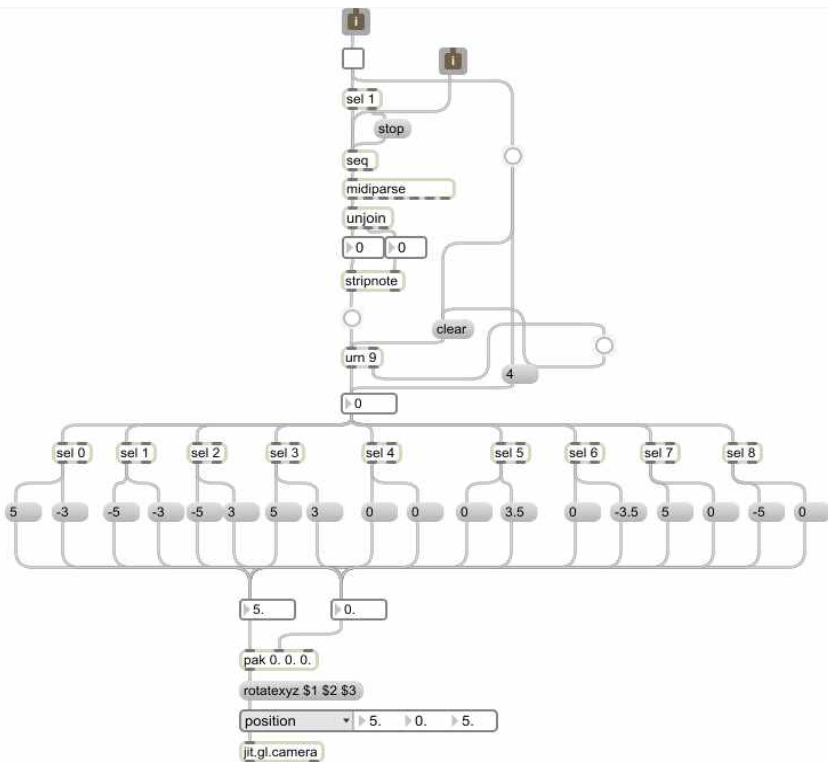 i
i
sel 1
stop
seq
midiparse
unjoin
0 0
stripnote
clear
urn 9
4
0
sel 0 sel 1 sel 2 sel 3 sel 4 sel 5 sel 6 sel 7 sel 8
5 -3 -5 -3 -5 3 5 3 0 0 0 3.5 0 -3.5 5 0 -5 0
5. 0.
pak 0. 0. 0.
rotatexyz $1 $2 $3
position 5. 0. 5.
jit.gl.camera